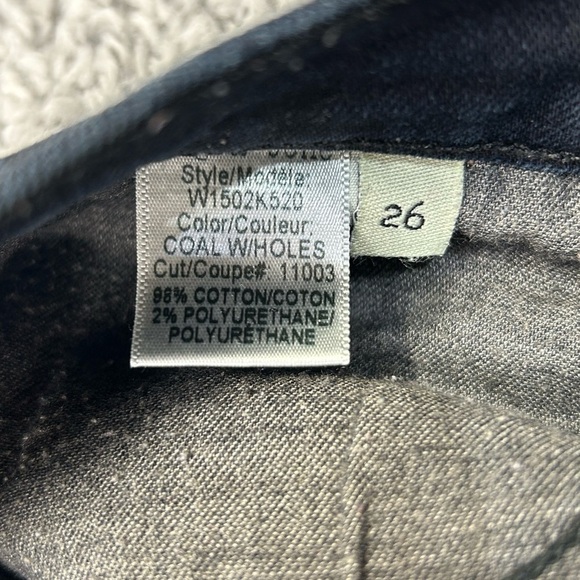 Style/Modèle:
W1502K520
Color/Couleur:
COAL W/HOLES
Cut/Coupe#: 11003
98% COTTON/COTON
2% POLYURETHANE/
POLYURÉTHANE
26